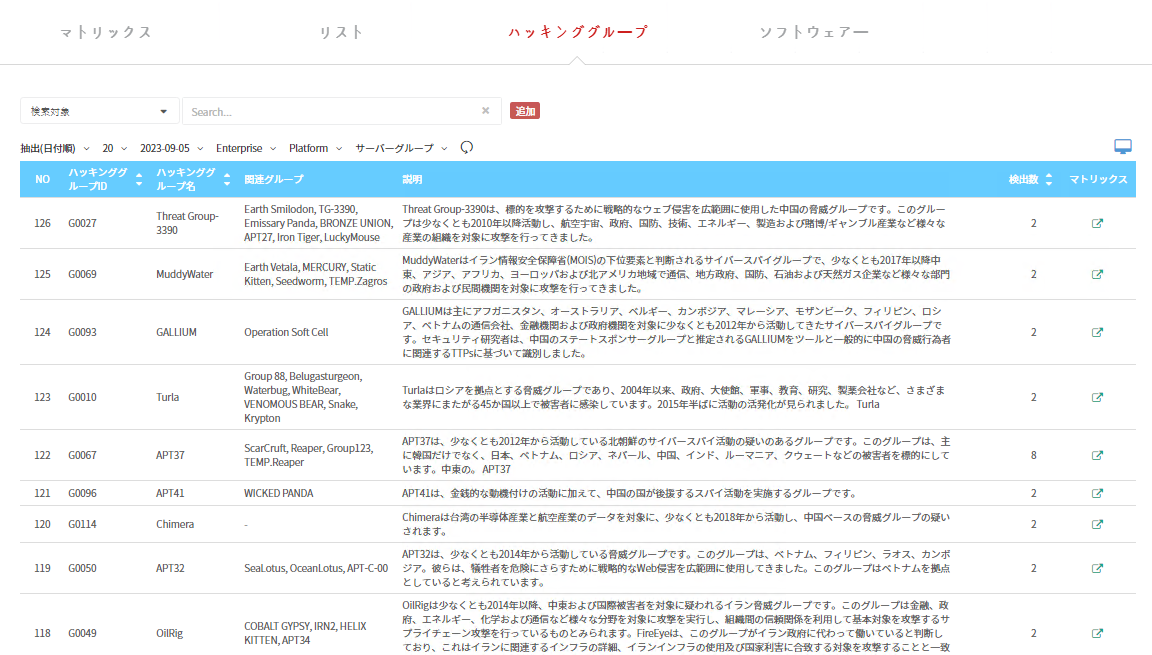 マトリックス
リスト
ハッキンググループ
ソフトウェアー
検索対象
Search...
追加
抽出(日付順)
20
2023-09-05
Enterprise
Platform
サーバーグループ
NO
ハッキンググ
ループID
ハッキンググ
ループ名
関連グループ
説明
検出数
マトリックス
126
G0027
Threat Group-
3390
Earth Smilodon, TG-3390,
Emissary Panda, BRONZE UNION,
APT27, Iron Tiger, LuckyMouse
Threat Group-3390は、標的を攻撃するために戦略的なウェブ侵害を広範囲に使用した中国の脅威グループです。このグルー
プは少なくとも2010年以降活動し、航空宇宙、政府、国防、技術、エネルギー、製造および賭博/ギャンブル産業など様々な
産業の組織を対象に攻撃を行ってきました。
2
125
G0069
MuddyWater
Earth Vetala, MERCURY, Static
Kitten, Seedworm, TEMP.Zagros
MuddyWaterはイラン情報安全保障省(MOIS)の下位要素と判断されるサイバースパイグループで、少なくとも2017年以降中
東、アジア、アフリカ、ヨーロッパおよび北アメリカ地域で通信、地方政府、国防、石油および天然ガス企業など様々な部門
の政府および民間機関を対象に攻撃を行ってきました。
2
124
G0093
GALLIUM
Operation Soft Cell
GALLIUMは主にアフガニスタン、オーストラリア、ベルギー、カンボジア、マレーシア、モザンビーク、フィリピン、ロシ
ア、ベトナムの通信会社、金融機関および政府機関を対象に少なくとも2012年から活動してきたサイバースパイグループで
す。セキュリティ研究者は、中国のステートスポンサーグループと推定されるGALLIUMをツールと一般的に中国の脅威行為者
に関連するTTPsに基づいて識別しました。
2
123
G0010
Turla
Group 88, Belugasturgeon,
Waterbug, WhiteBear,
VENOMOUS BEAR, Snake,
Krypton
Turlaはロシアを拠点とする脅威グループであり、2004年以来、政府、大使館、軍事、教育、研究、製薬会社など、さまざま
な業界にまたがる45か国以上で被害者に感染しています。2015年半ばに活動の活発化が見られました。 Turla
2
122
G0067
APT37
ScarCruft, Reaper, Group123,
TEMP.Reaper
APT37は、少なくとも2012年から活動している北朝鮮のサイバースパイ活動の疑いのあるグループです。このグループは、主
に韓国だけでなく、日本、ベトナム、ロシア、ネパール、中国、インド、ルーマニア、クウェートなどの被害者を標的にして
います。中東の。 APT37
8
121
G0096
APT41
WICKED PANDA
APT41は、金銭的な動機付けの活動に加えて、中国の国が後援するスパイ活動を実施するグループです。
2
120
G0114
Chimera
-
Chimeraは台湾の半導体産業と航空産業のデータを対象に、少なくとも2018年から活動し、中国ベースの脅威グループの疑い
されます。
2
119
G0050
APT32
SeaLotus, OceanLotus, APT-C-00
APT32は、少なくとも2014年から活動している脅威グループです。このグループは、ベトナム、フィリピン、ラオス、カンボ
ジア。彼らは、犠牲者を危険にさらすために戦略的なWeb侵害を広範囲に使用してきました。このグループはベトナムを拠点
としていると考えられています。
2
118
G0049
OilRig
COBALT GYPSY, IRN2, HELIX
KITTEN, APT34
OilRigは少なくとも2014年以降、中東および国際被害者を対象に疑われるイラン脅威グループです。このグループは金融、政
府、エネルギー、化学および通信など様々な分野を対象に攻撃を実行し、組織間の信頼関係を利用して基本対象を攻撃するサ
プライチェーン攻撃を行っているものとみられます。FireEyeは、このグループがイラン政府に代わって働いていると判断し
ており、これはイランに関連するインフラの詳細、イランインフラの使用及び国家利害に合致する対象を攻撃することと一致
2